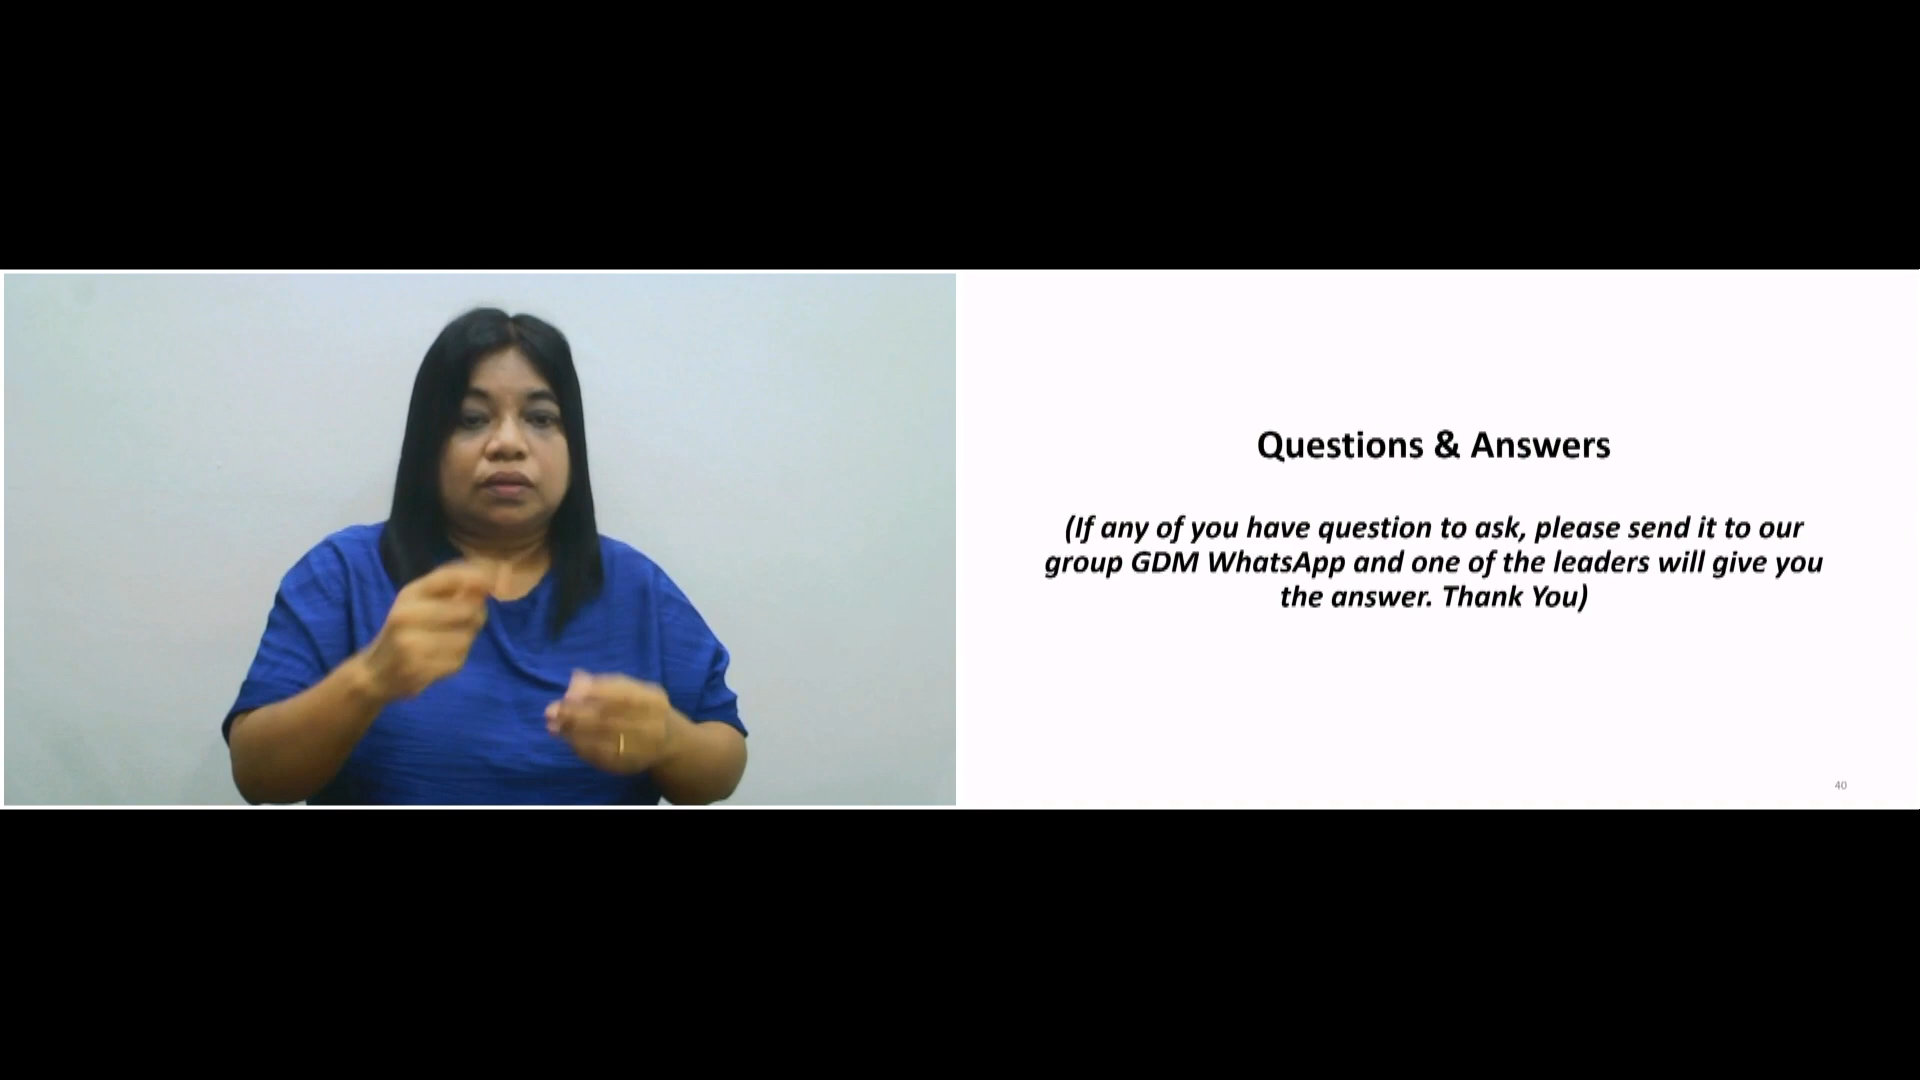 Questions & Answers
(If any of you have question to ask, please send it to our
group GDM WhatsApp and one of the leaders will give you
the answer. Thank You)
40